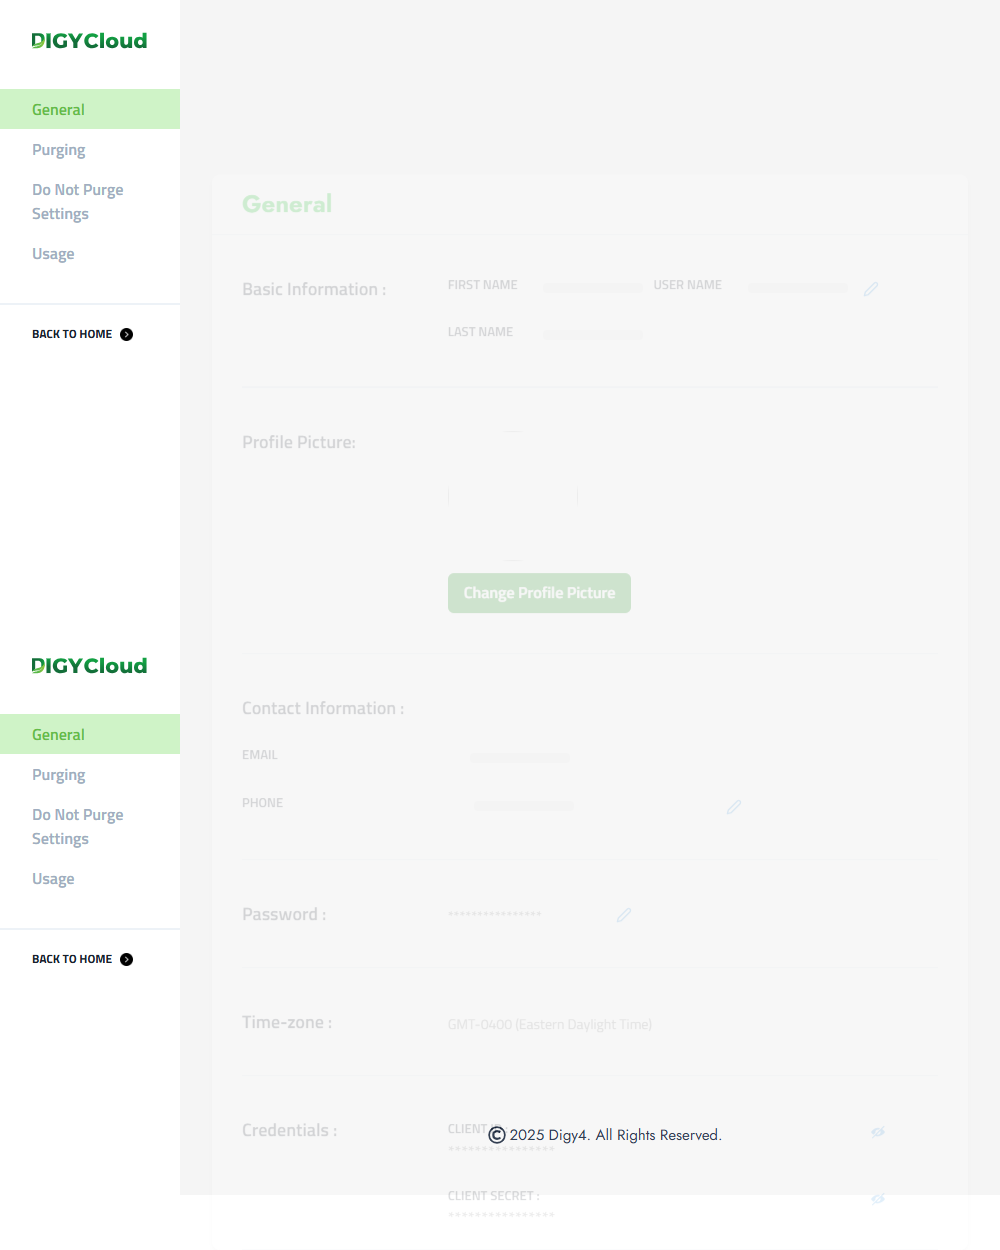 DIGYCloud
General
Purging
Do Not Purge
Settings
Usage
BACK TO HOME
General
Basic Information :
FIRST NAME
USER NAME
LAST NAME
Profile Picture:
Change Profile Picture
DIGYCloud
General
Purging
Do Not Purge
Settings
Usage
BACK TO HOME
Contact Information :
EMAIL
PHONE
Password :
****************
Time-zone :
GMT-0400 (Eastern Daylight Time)
Credentials :
CLIENT ID :
© 2025 Digy4. All Rights Reserved.
****************
CLIENT SECRET :
****************